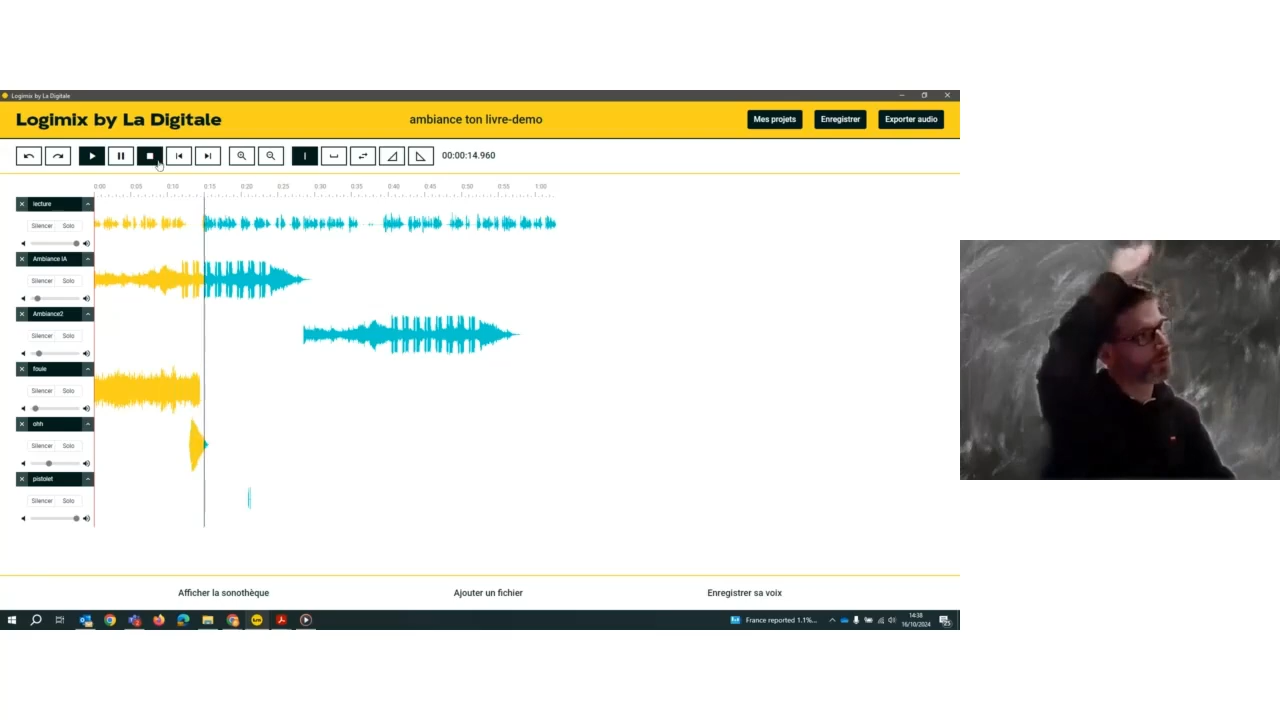 Logimix by La Digitale
Logimix by La Digitale
ambiance ton livre-demo
Mes projets
Enregistrer
Exporter audio
00:00:14.960
0:00 0:05 0:10 0:15 0:20 0:25 0:30 0:35 0:40 0:45 0:50 0:55 1:00
lecture
Silencer Solo
Ambiance IA
Silencer Solo
Ambiance2
Silencer Solo
foule
Silencer Solo
ohh
Silencer Solo
pistolet
Silencer Solo
Afficher la sonothèque
Ajouter un fichier
Enregistrer sa voix
France reported 1.1%...
14:38
16/10/2024